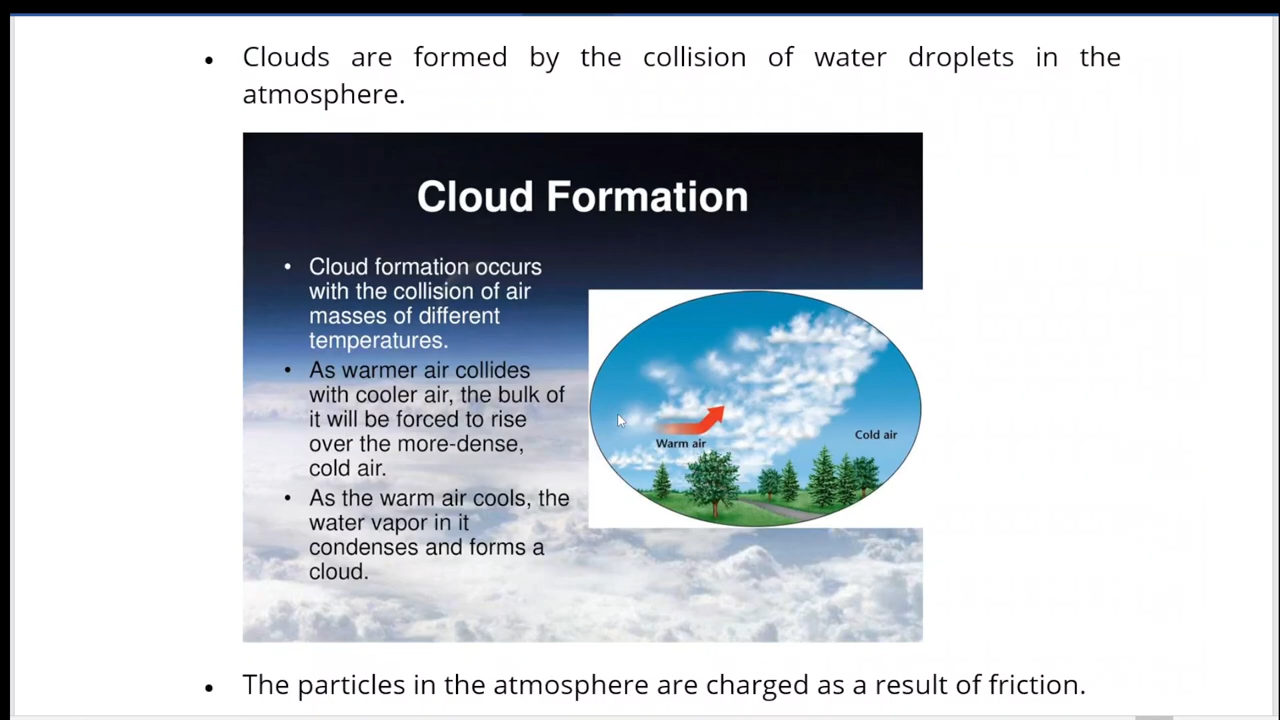 • Clouds are formed by the collision of water droplets in the
atmosphere.
Cloud Formation
• Cloud formation occurs
with the collision of air
masses of different
temperatures.
• As warmer air collides
with cooler air, the bulk of
it will be forced to rise
over the more-dense,
cold air.
• As the warm air cools, the
water vapor in it
condenses and forms a
cloud.
Warm air
Cold air
• The particles in the atmosphere are charged as a result of friction.